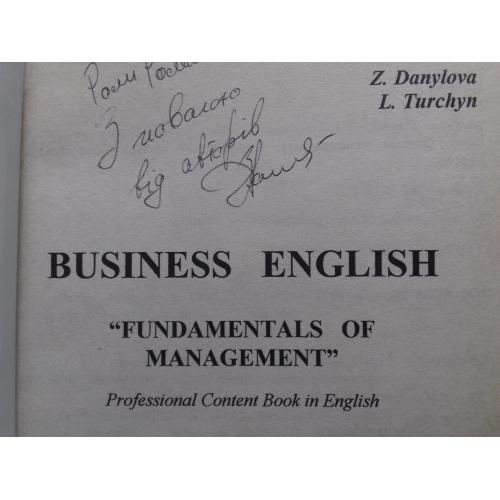 Z. Danylova
L. Turchyn
З повагою
від авторів
BUSINESS ENGLISH
“FUNDAMENTALS OF
MANAGEMENT”
Professional Content Book in English